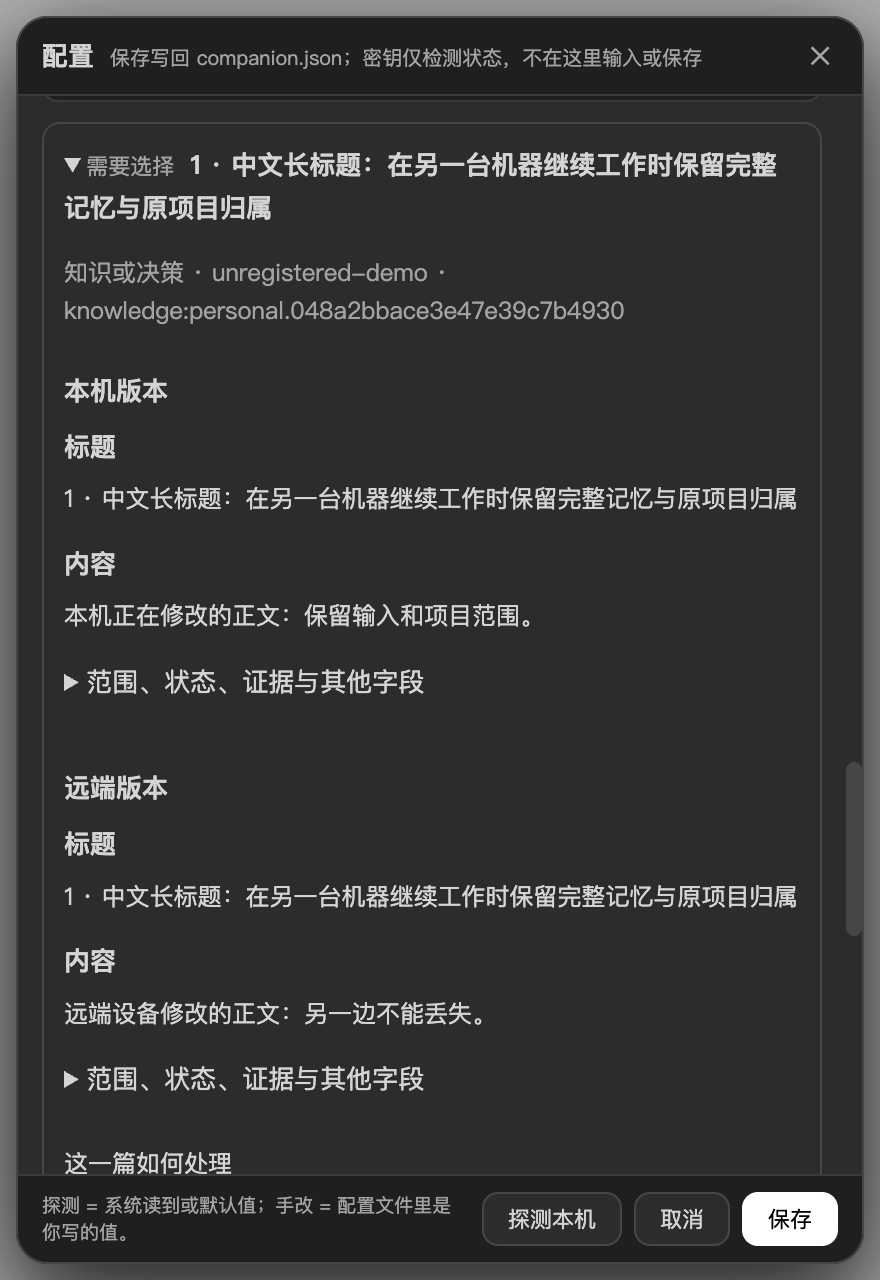 配置 保存写回 companion.json；密钥仅检测状态，不在这里输入或保存
▼需要选择 1 · 中文长标题：在另一台机器继续工作时保留完整
记忆与原项目归属
知识或决策 · unregistered-demo ·
knowledge:personal.048a2bbace3e47e39c7b4930
本机版本
标题
1 · 中文长标题：在另一台机器继续工作时保留完整记忆与原项目归属
内容
本机正在修改的正文：保留输入和项目范围。
▶ 范围、状态、证据与其他字段
远端版本
标题
1 · 中文长标题：在另一台机器继续工作时保留完整记忆与原项目归属
内容
远端设备修改的正文：另一边不能丢失。
▶ 范围、状态、证据与其他字段
这一篇如何处理
探测 = 系统读到或默认值；手改 = 配置文件里是
你写的值。
探测本机 取消 保存